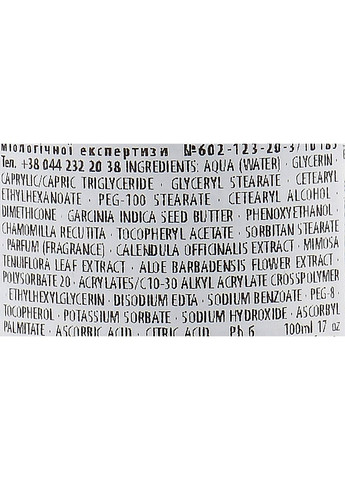 міологічної експертизи №602-123-20-3/10185
Тел. +38 044 232 20 38 INGREDIENTS: AQUA (WATER) · GLYCERIN
CAPRYLIC/CAPRIC TRIGLYCERIDE · GLYCERYL STEARATE · CETEARYL
ETHYLHEXANOATE · PEG-100 STEARATE · CETEARYL ALCOHOL ·
DIMETHICONE · GARCINIA INDICA SEED BUTTER · PHENOXYETHANOL
CHAMOMILLA RECUTITA · TOCOPHERYL ACETATE · SORBITAN STEARATE
· PARFUM (FRAGRANCE) · CALENDULA OFFICINALIS EXTRACT · MIMOSA
TENUIFLORA LEAF EXTRACT · ALOE BARBADENSIS FLOWER EXTRACT ·
POLYSORBATE 20 · ACRYLATES/C10-30 ALKYL ACRYLATE CROSSPOLYMER
ETHYLHEXYLGLYCERIN · DISODIUM EDTA · SODIUM BENZOATE · PEG-8 ·
TOCOPHEROL · POTASSIUM SORBATE · SODIUM HYDROXIDE · ASCORBYL
PALMITATE · ASCORBIC ACID · CITRIC ACID Ph 6 100ml 17 oz